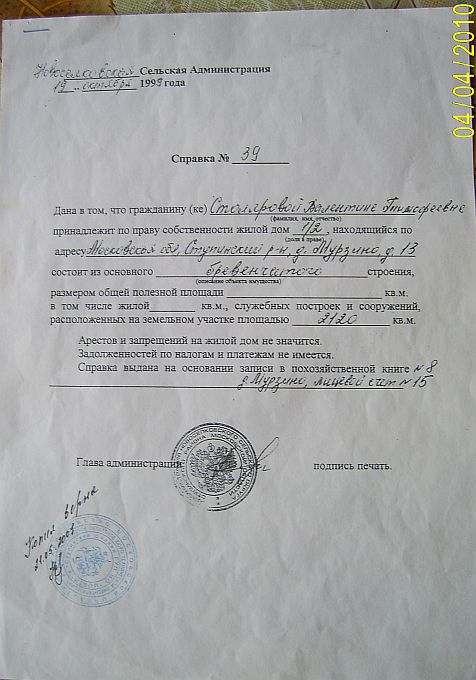 04/04/2010
Новоселковская Сельская Администрация
19 октября 1999 года
Справка № 39
Дана в том, что гражданину (ке) Столяровой Валентине Тимофеевне
(фамилия, имя, отчество)
принадлежит по праву собственности жилой дом 1/2, находящийся по
(доля в праве)
адресу Московская обл, Ступинский р-н, д. Мурзино, д. 13
состоит из основного бревенчатого строения,
(описание объекта имущества)
размером общей полезной площади кв.м.
в том числе жилой кв.м., служебных построек и сооружений,
расположенных на земельном участке площадью 2120 кв.м.
Арестов и запрещений на жилой дом не значится.
Задолженностей по налогам и платежам не имеется.
Справка выдана на основании записи в похозяйственной книге № 8
д Мурзино, лицевой счет № 15
Глава администрации подпись печать.
Копия верна